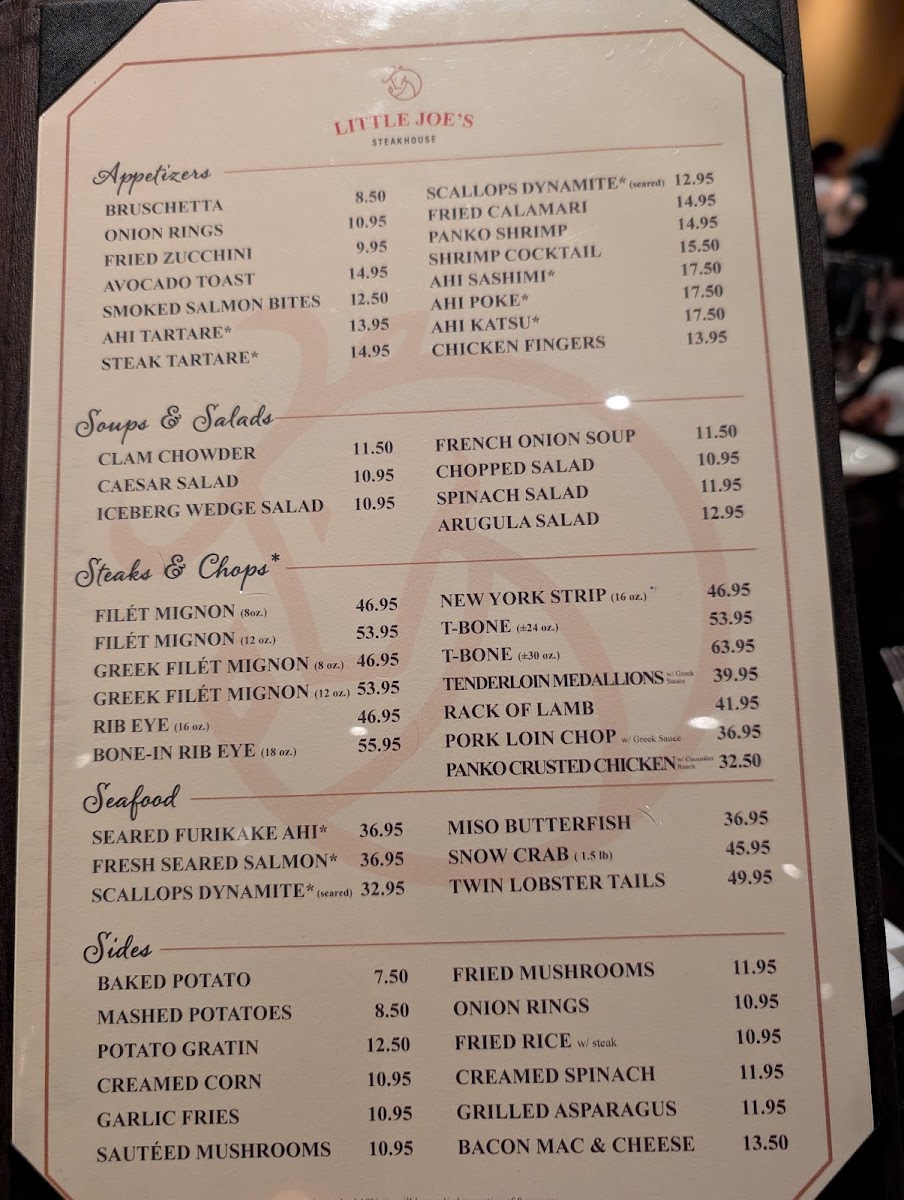 LITTLE JOE'S
STEAKHOUSE
Appetizers
BRUSCHETTA 8.50
ONION RINGS 10.95
FRIED ZUCCHINI 9.95
AVOCADO TOAST 14.95
SMOKED SALMON BITES 12.50
AHI TARTARE* 13.95
STEAK TARTARE* 14.95
SCALLOPS DYNAMITE* (seared) 12.95
FRIED CALAMARI 14.95
PANKO SHRIMP 14.95
SHRIMP COCKTAIL 15.50
AHI SASHIMI* 17.50
AHI POKE* 17.50
AHI KATSU* 17.50
CHICKEN FINGERS 13.95
Soups & Salads
CLAM CHOWDER 11.50
CAESAR SALAD 10.95
ICEBERG WEDGE SALAD 10.95
FRENCH ONION SOUP 11.50
CHOPPED SALAD 10.95
SPINACH SALAD 11.95
ARUGULA SALAD 12.95
Steaks & Chops*
FILÉT MIGNON (8oz.) 46.95
FILÉT MIGNON (12 oz.) 53.95
GREEK FILÉT MIGNON (8 oz.) 46.95
GREEK FILÉT MIGNON (12 oz.) 53.95
RIB EYE (16 oz.) 46.95
BONE-IN RIB EYE (18 oz.) 55.95
NEW YORK STRIP (16 oz.) 46.95
T-BONE (±24 oz.) 53.95
T-BONE (±30 oz.) 63.95
TENDERLOIN MEDALLIONS w/ Greek Sauce 39.95
RACK OF LAMB 41.95
PORK LOIN CHOP w/ Greek Sauce 36.95
PANKO CRUSTED CHICKEN w/ Cucumber Ranch 32.50
Seafood
SEARED FURIKAKE AHI* 36.95
FRESH SEARED SALMON* 36.95
SCALLOPS DYNAMITE* (seared) 32.95
MISO BUTTERFISH 36.95
SNOW CRAB ( 1.5 lb) 45.95
TWIN LOBSTER TAILS 49.95
Sides
BAKED POTATO 7.50
MASHED POTATOES 8.50
POTATO GRATIN 12.50
CREAMED CORN 10.95
GARLIC FRIES 10.95
SAUTÉED MUSHROOMS 10.95
FRIED MUSHROOMS 11.95
ONION RINGS 10.95
FRIED RICE w/ steak 10.95
CREAMED SPINACH 11.95
GRILLED ASPARAGUS 11.95
BACON MAC & CHEESE 13.50